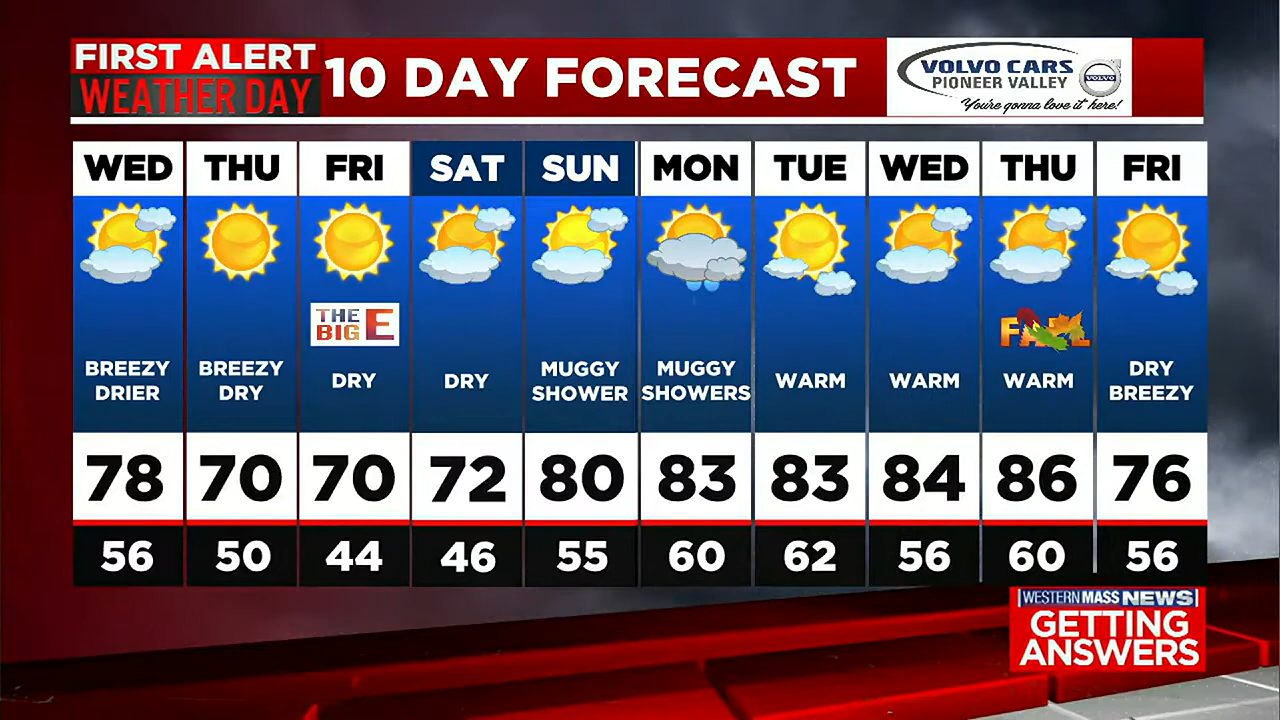 FIRST ALERT
WEATHER DAY
10 DAY FORECAST
VOLVO CARS
PIONEER VALLEY
VOLVO
You're gonna love it here!
WED THU FRI SAT SUN MON TUE WED THU FRI
THE BIG E
FALL
BREEZY DRIER
BREEZY DRY
DRY
DRY
MUGGY SHOWER
MUGGY SHOWERS
WARM
WARM
WARM
DRY BREEZY
78 70 70 72 80 83 83 84 86 76
56 50 44 46 55 60 62 56 60 56
WESTERN MASS NEWS
GETTING
ANSWERS